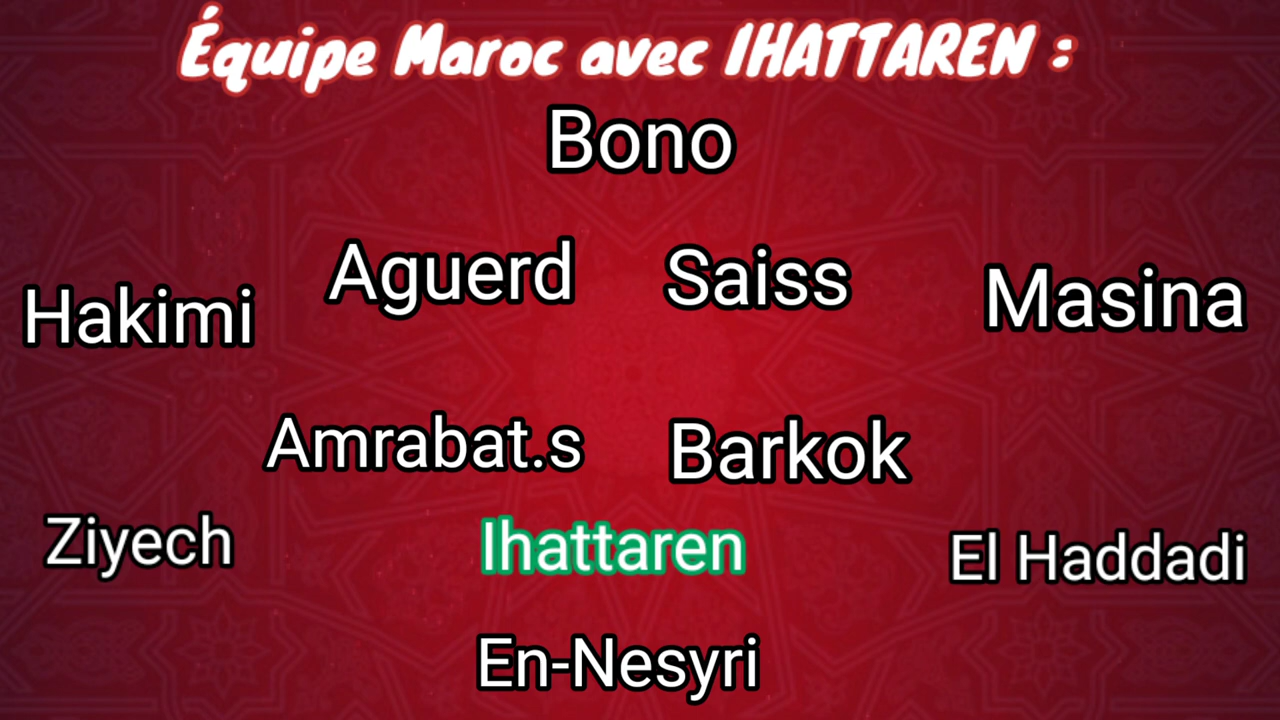 Équipe Maroc avec IHATTAREN :
Bono
Aguerd Saiss
Hakimi Masina
Amrabat.s Barkok
Ziyech Ihattaren El Haddadi
En-Nesyri